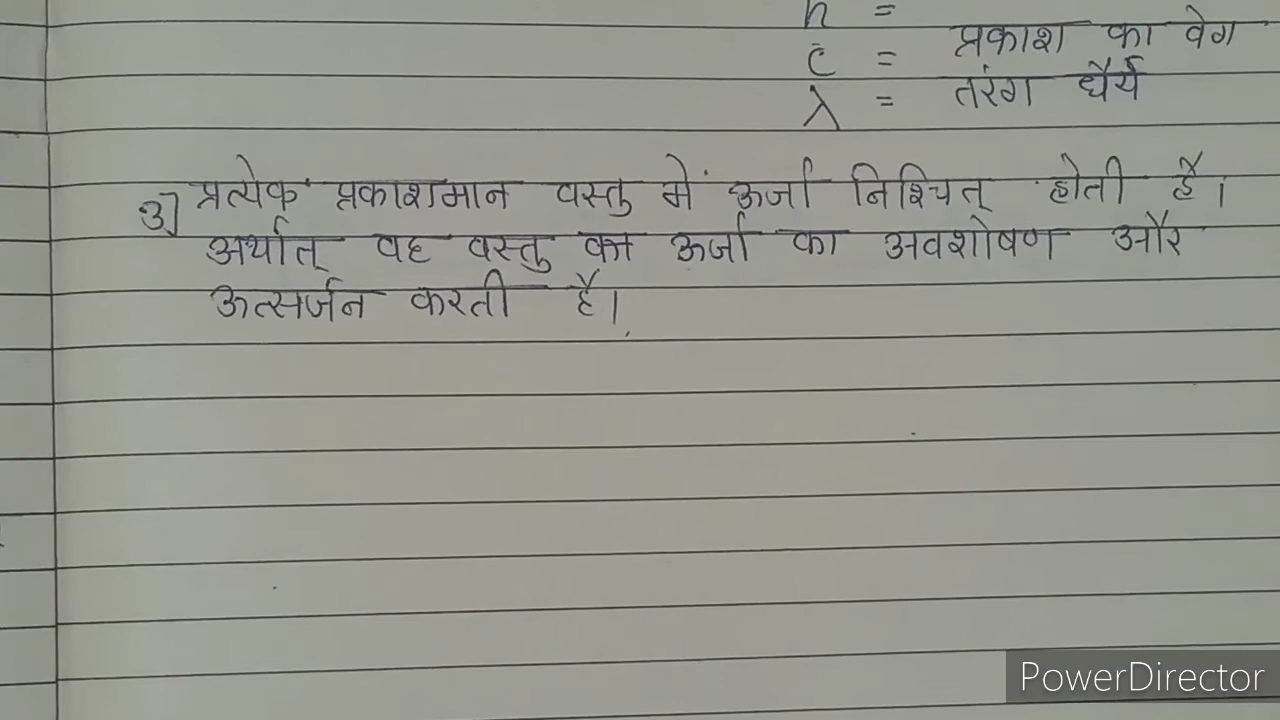 h =
c = प्रकाश का वेग
λ = तरंग धैर्य
3] प्रत्येक प्रकाशमान वस्तु में ऊर्जा निश्चित् होती है।
अर्थात् वह वस्तु का ऊर्जा का अवशोषण और
ऊत्सर्जन करती है।
PowerDirector